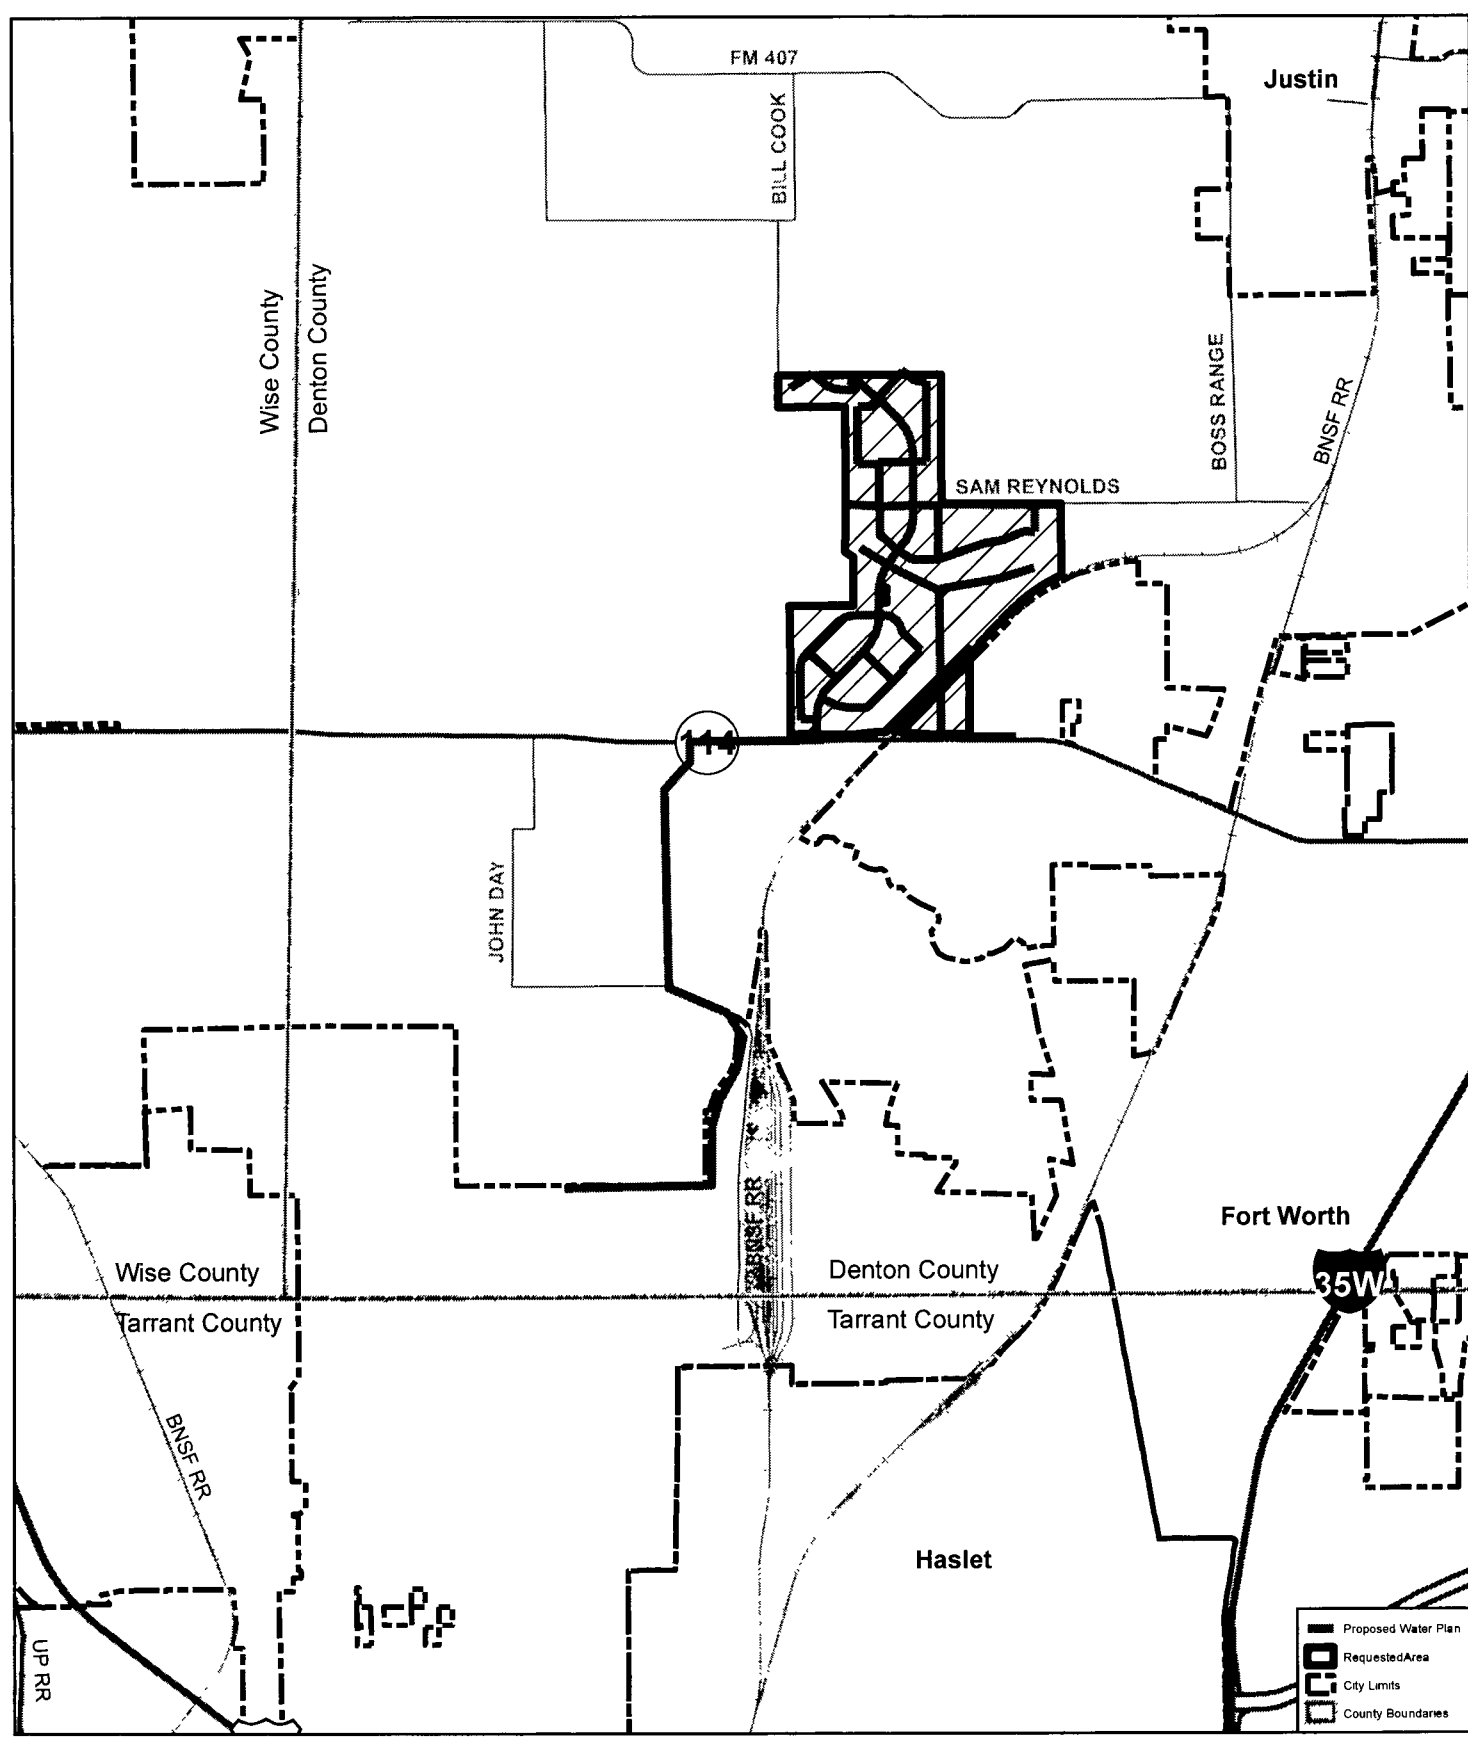 FM 407
Justin
BILL COOK
Wise County
Denton County
BOSS RANGE
BNSF RR
SAM REYNOLDS
114
JOHN DAY
BNSF RR
Fort Worth
Wise County
Denton County
35W
Tarrant County
Tarrant County
BNSF RR
Haslet
UP RR
Proposed Water Plan
RequestedArea
City Limits
County Boundaries